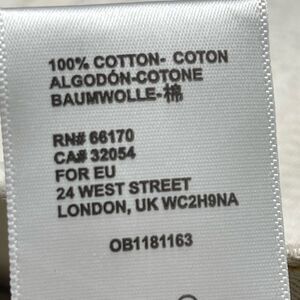 100% COTTON- COTON
ALGODÓN-COTONE
BAUMWOLLE-棉
RN# 66170
CA# 32054
FOR EU
24 WEST STREET
LONDON, UK WC2H9NA
OB1181163